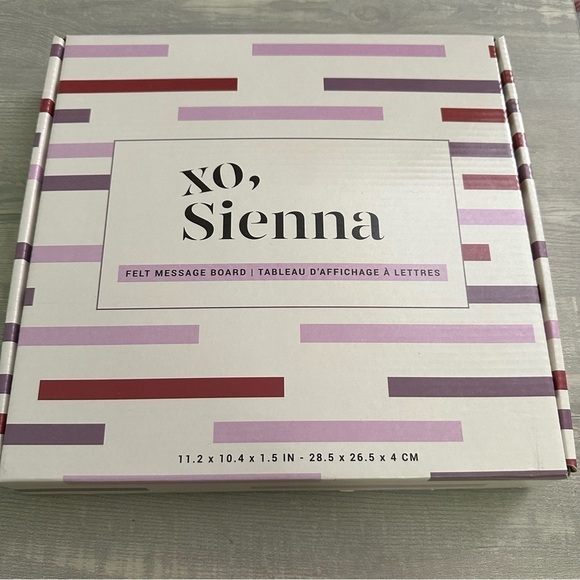 xo,
Sienna
FELT MESSAGE BOARD | TABLEAU D'AFFICHAGE À LETTRES
11.2 x 10.4 x 1.5 IN - 28.5 x 26.5 x 4 CM